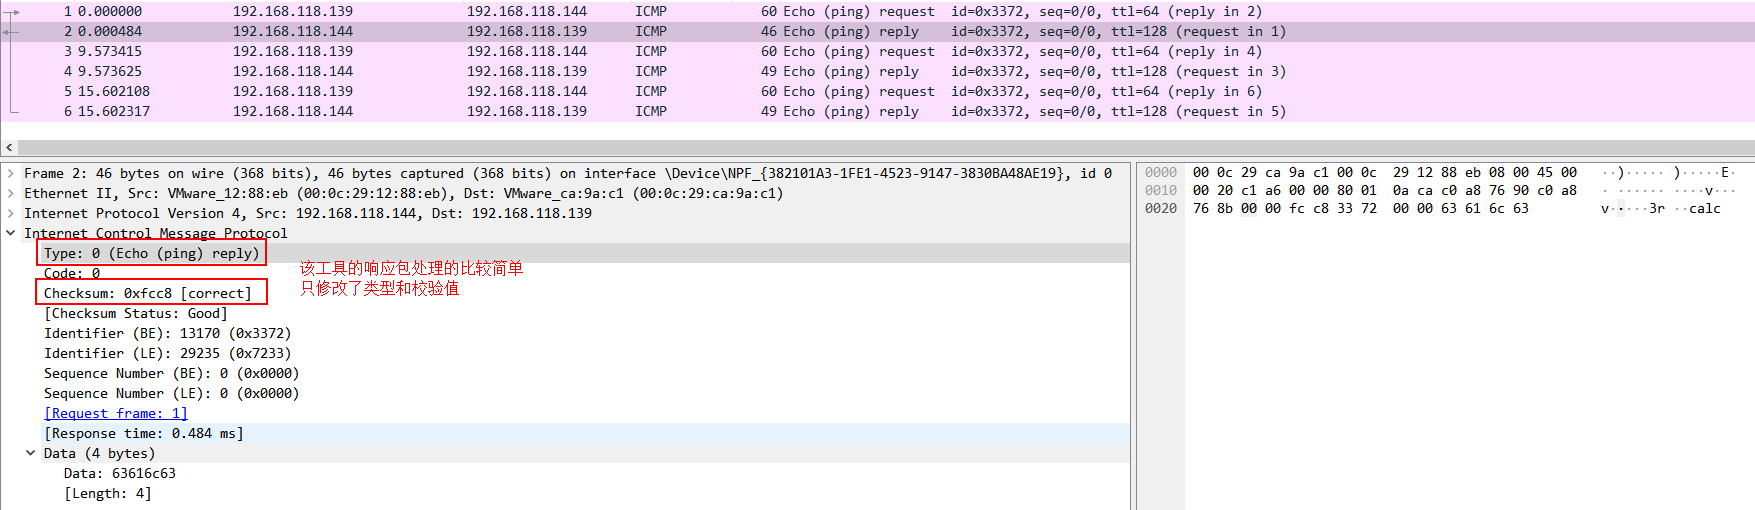 1 0.000000 192.168.118.139 192.168.118.144 ICMP 60 Echo (ping) request id=0x3372, seq=0/0, ttl=64 (reply in 2)
2 0.000484 192.168.118.144 192.168.118.139 ICMP 46 Echo (ping) reply id=0x3372, seq=0/0, ttl=128 (request in 1)
3 9.573415 192.168.118.139 192.168.118.144 ICMP 60 Echo (ping) request id=0x3372, seq=0/0, ttl=64 (reply in 4)
4 9.573625 192.168.118.144 192.168.118.139 ICMP 49 Echo (ping) reply id=0x3372, seq=0/0, ttl=128 (request in 3)
5 15.602108 192.168.118.139 192.168.118.144 ICMP 60 Echo (ping) request id=0x3372, seq=0/0, ttl=64 (reply in 6)
6 15.602317 192.168.118.144 192.168.118.139 ICMP 49 Echo (ping) reply id=0x3372, seq=0/0, ttl=128 (request in 5)
Frame 2: 46 bytes on wire (368 bits), 46 bytes captured (368 bits) on interface \Device\NPF_{382101A3-1FE1-4523-9147-3830BA48AE19}, id 0
Ethernet II, Src: VMware_12:88:eb (00:0c:29:12:88:eb), Dst: VMware_ca:9a:c1 (00:0c:29:ca:9a:c1)
Internet Protocol Version 4, Src: 192.168.118.144, Dst: 192.168.118.139
Internet Control Message Protocol
Type: 0 (Echo (ping) reply)
Code: 0
Checksum: 0xfcc8 [correct]
[Checksum Status: Good]
Identifier (BE): 13170 (0x3372)
Identifier (LE): 29235 (0x7233)
Sequence Number (BE): 0 (0x0000)
Sequence Number (LE): 0 (0x0000)
[Request frame: 1]
[Response time: 0.484 ms]
Data (4 bytes)
Data: 63616c63
[Length: 4]
该工具的响应包处理的比较简单
只修改了类型和校验值
0000 00 0c 29 ca 9a c1 00 0c 29 12 88 eb 08 00 45 00 ··)····· )·····E·
0010 00 20 c1 a6 00 00 80 01 0a ca c0 a8 76 90 c0 a8 · ······ ····v···
0020 76 8b 00 00 fc c8 33 72 00 00 63 61 6c 63 v·····3r ··calc